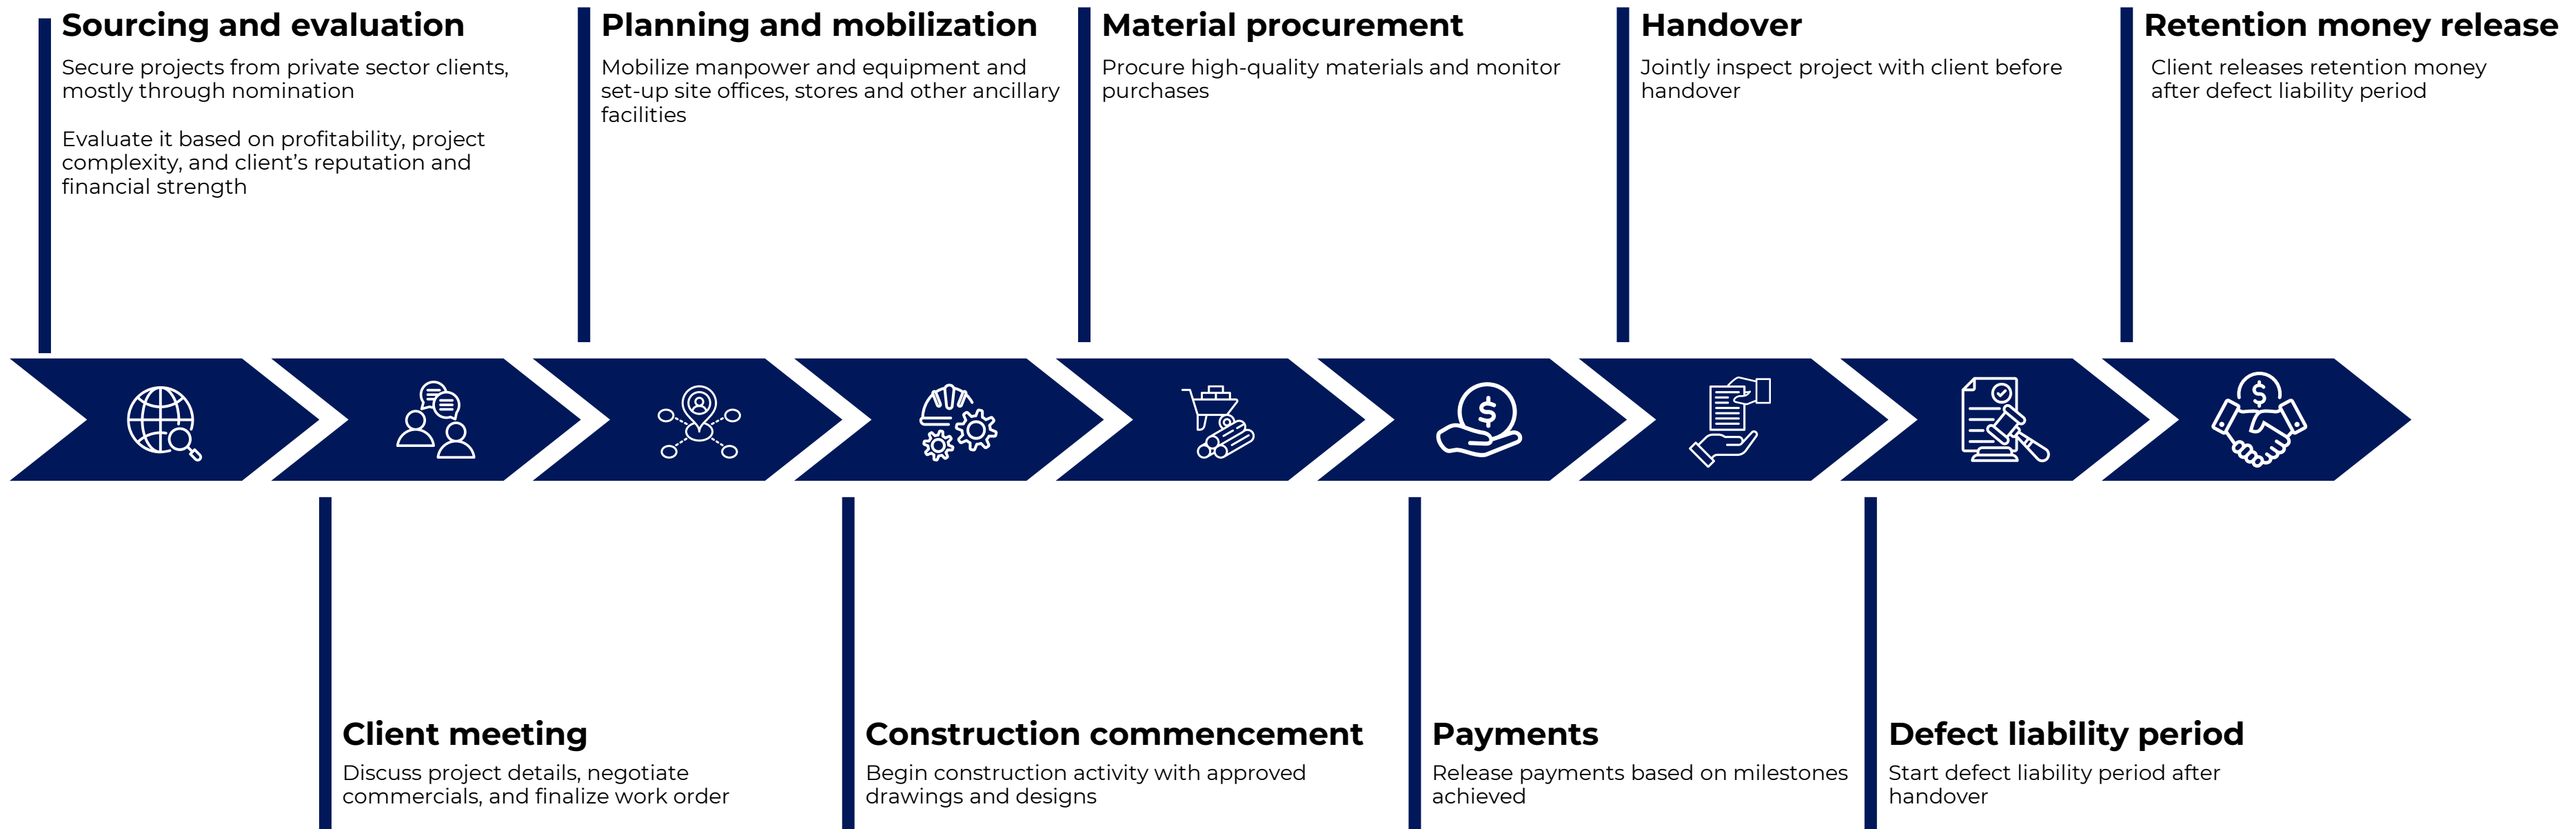 Sourcing and evaluation
Secure projects from private sector clients,
mostly through nomination
Evaluate it based on profitability, project
complexity, and client’s reputation and
financial strength
Planning and mobilization
Mobilize manpower and equipment and
set-up site offices, stores and other ancillary
facilities
Material procurement
Procure high-quality materials and monitor
purchases
Handover
Jointly inspect project with client before
handover
Retention money release
Client releases retention money
after defect liability period
$
$
Client meeting
Discuss project details, negotiate
commercials, and finalize work order
Construction commencement
Begin construction activity with approved
drawings and designs
Payments
Release payments based on milestones
achieved
Defect liability period
Start defect liability period after
handover